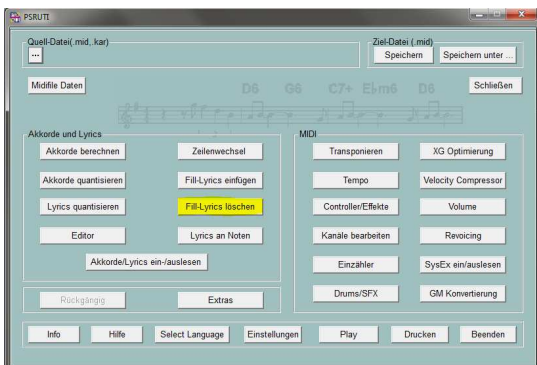 PSRUTI
Quell-Datei(.mid,.kar)
Ziel-Datei (.mid)
...
Speichern
Speichern unter ...
Midifile Daten
Schließen
D6 G6 C7+ Ebm6 D6
Akkorde und Lyrics
MIDI
Akkorde berechnen
Zeilenwechsel
Transponieren
XG Optimierung
Akkorde quantisieren
Fill-Lyrics einfügen
Tempo
Velocity Compressor
Lyrics quantisieren
Fill-Lyrics löschen
Controller/Effekte
Volume
Editor
Lyrics an Noten
Kanäle bearbeiten
Revoicing
Akkorde/Lyrics ein-/auslesen
Einzähler
SysEx ein/auslesen
Rückgängig
Extras
Drums/SFX
GM Konvertierung
Info
Hilfe
Select Language
Einstellungen
Play
Drucken
Beenden